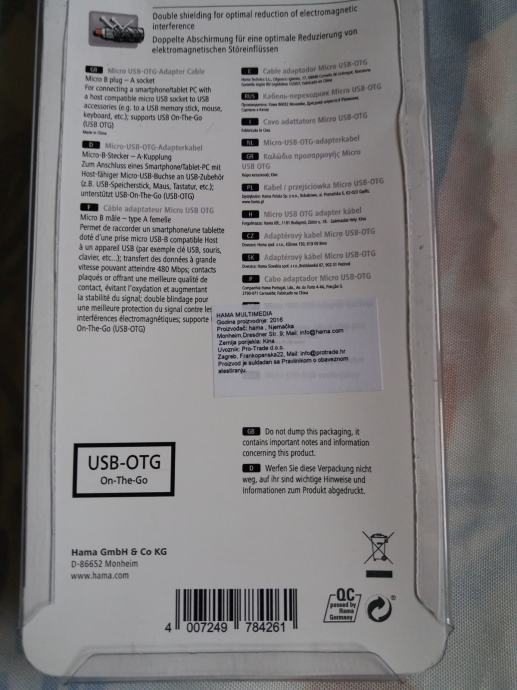 Double shielding for optimal reduction of electromagnetic
interference
Doppelte Abschirmung für eine optimale Reduzierung von
elektromagnetischen Störeinflüssen
GB Micro USB-OTG-Adapter Cable
Micro B plug – A socket
For connecting a smartphone/tablet PC with
a host compatible micro USB socket to USB
accessories (e.g. to a USB memory stick, mouse,
keyboard, etc.); supports USB On-The-Go
(USB OTG)
Made in China
D Micro-USB-OTG-Adapterkabel
Micro-B-Stecker – A-Kupplung
Zum Anschluss eines Smartphone/Tablet-PC mit
Host-fähiger Micro-USB-Buchse an USB-Zubehör
(z.B. USB-Speicherstick, Maus, Tastatur, etc.);
unterstützt USB-On-The-Go (USB-OTG)
F Câble adaptateur Micro USB OTG
Micro B mâle – type A femelle
Permet de raccorder un smartphone/une tablette
doté d'une prise micro USB-B compatible Host
à un appareil USB (par exemple clé USB, souris,
clavier, etc...); transfert des données à grande
vitesse pouvant atteindre 480 Mbps; contacts
plaqués or offrant une meilleure qualité de
contact, évitant l'oxydation et augmentant
la stabilité du signal; double blindage pour
une meilleure protection du signal contre les
interférences électromagnétiques; supporte
On-The-Go (USB-OTG)
E Cable adaptador Micro USB-OTG
RUS Кабель-переходник Micro USB-OTG
I Cavo adattatore Micro USB-OTG
Fabbricato in Cina
NL Micro-USB-OTG-adapterkabel
GR Καλώδιο προσαρμογής Micro
USB OTG
PL Kabel / przejściówka Micro USB-OTG
www.hama.pl
H Micro USB OTG adapter kábel
CZ Adaptérový kabel Micro USB-OTG
SK Adaptérový kábel Micro USB-OTG
P Cabo adaptador Micro USB-OTG
HAMA MULTIMEDIA
Godina proizvodnje: 2016
Proizvođač: hama , Njemačka
Monheim,Dresdner Str. 9; Mail: info@hama.com
Zemlja porijekla: Kina
Uvoznik: Pro-Trade d.o.o.
Zagreb, Frankopanska22, Mail: info@protrade.hr
Proizvod je sukladan sa Pravilnikom o obaveznom
atestiranju.
GB Do not dump this packaging, it
contains important notes and information
concerning this product.
D Werfen Sie diese Verpackung nicht
weg, auf ihr sind wichtige Hinweise und
Informationen zum Produkt abgedruckt.
USB-OTG
On-The-Go
Hama GmbH & Co KG
D-86652 Monheim
www.hama.com
QC
passed by
Hama
Germany
®
4 007249 784261